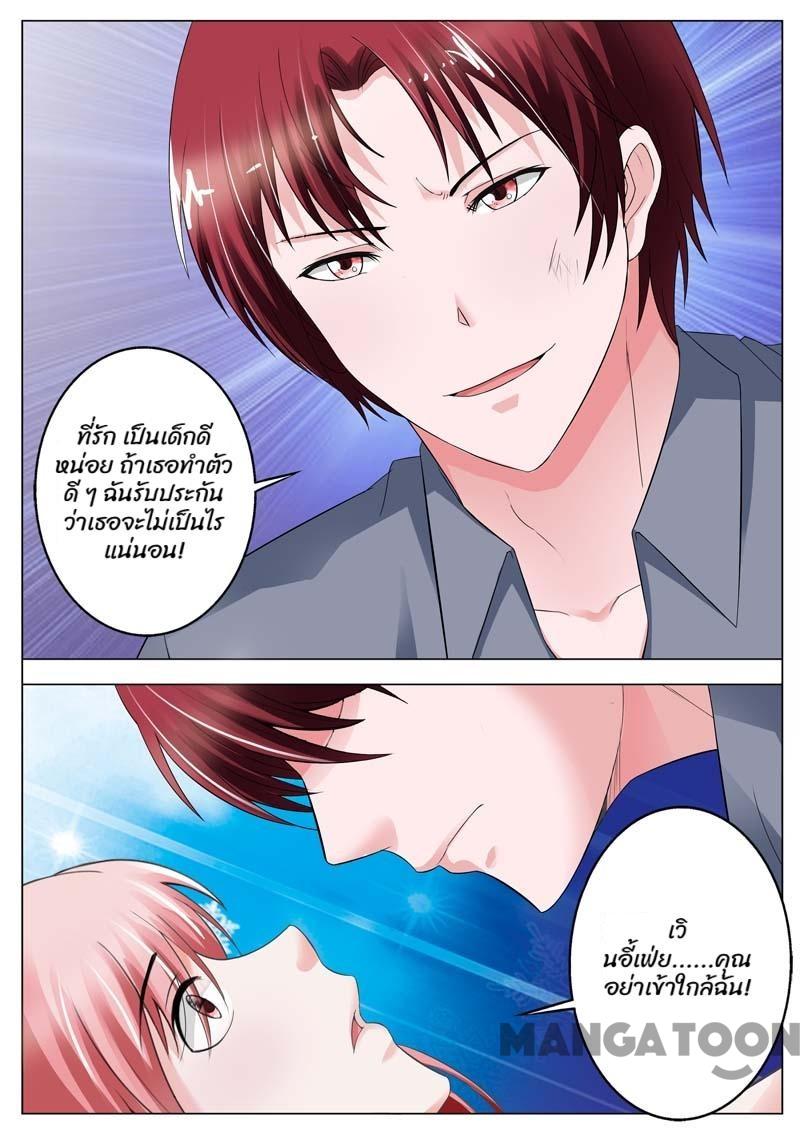 ที่รัก เป็นเด็กดี
หน่อย ถ้าเธอทำตัว
ดี ๆ ฉันรับประกัน
ว่าเธอจะไม่เป็นไร
แน่นอน!
เวิ
นอี้เฟ่ย......คุณ
อย่าเข้าใกล้ฉัน!
MANGATOON